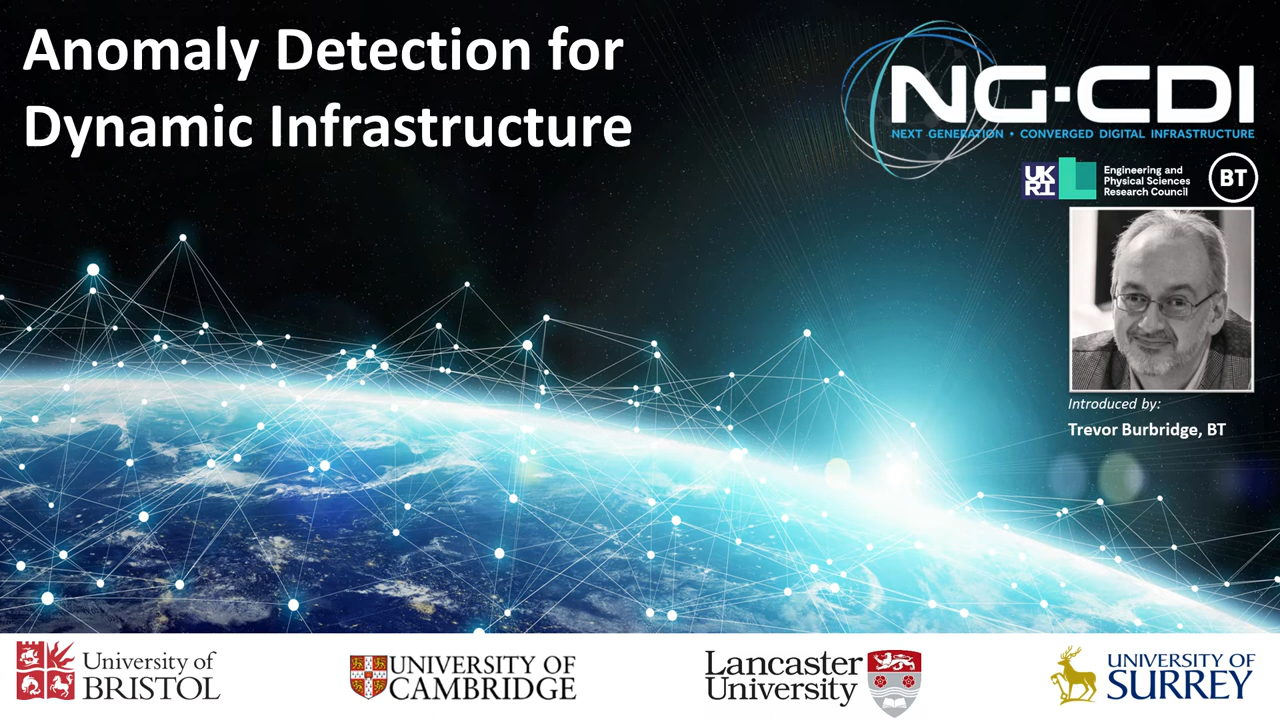 Anomaly Detection for
Dynamic Infrastructure
NG·CDI
NEXT GENERATION • CONVERGED DIGITAL INFRASTRUCTURE
UK
RI
Engineering and
Physical Sciences
Research Council
BT
Introduced by:
Trevor Burbridge, BT
University of
BRISTOL
UNIVERSITY OF
CAMBRIDGE
Lancaster
University
UNIVERSITY OF
SURREY